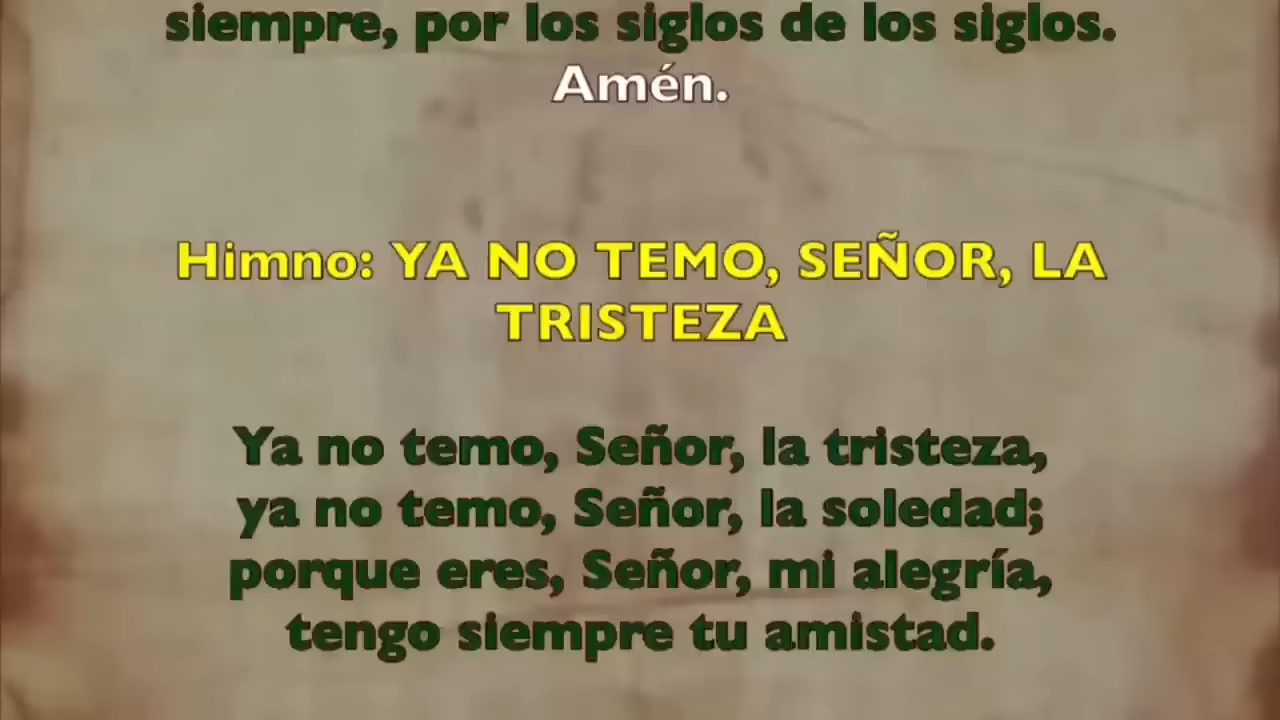 siempre, por los siglos de los siglos.
Amén.
Himno: YA NO TEMO, SEÑOR, LA
TRISTEZA
Ya no temo, Señor, la tristeza,
ya no temo, Señor, la soledad;
porque eres, Señor, mi alegría,
tengo siempre tu amistad.